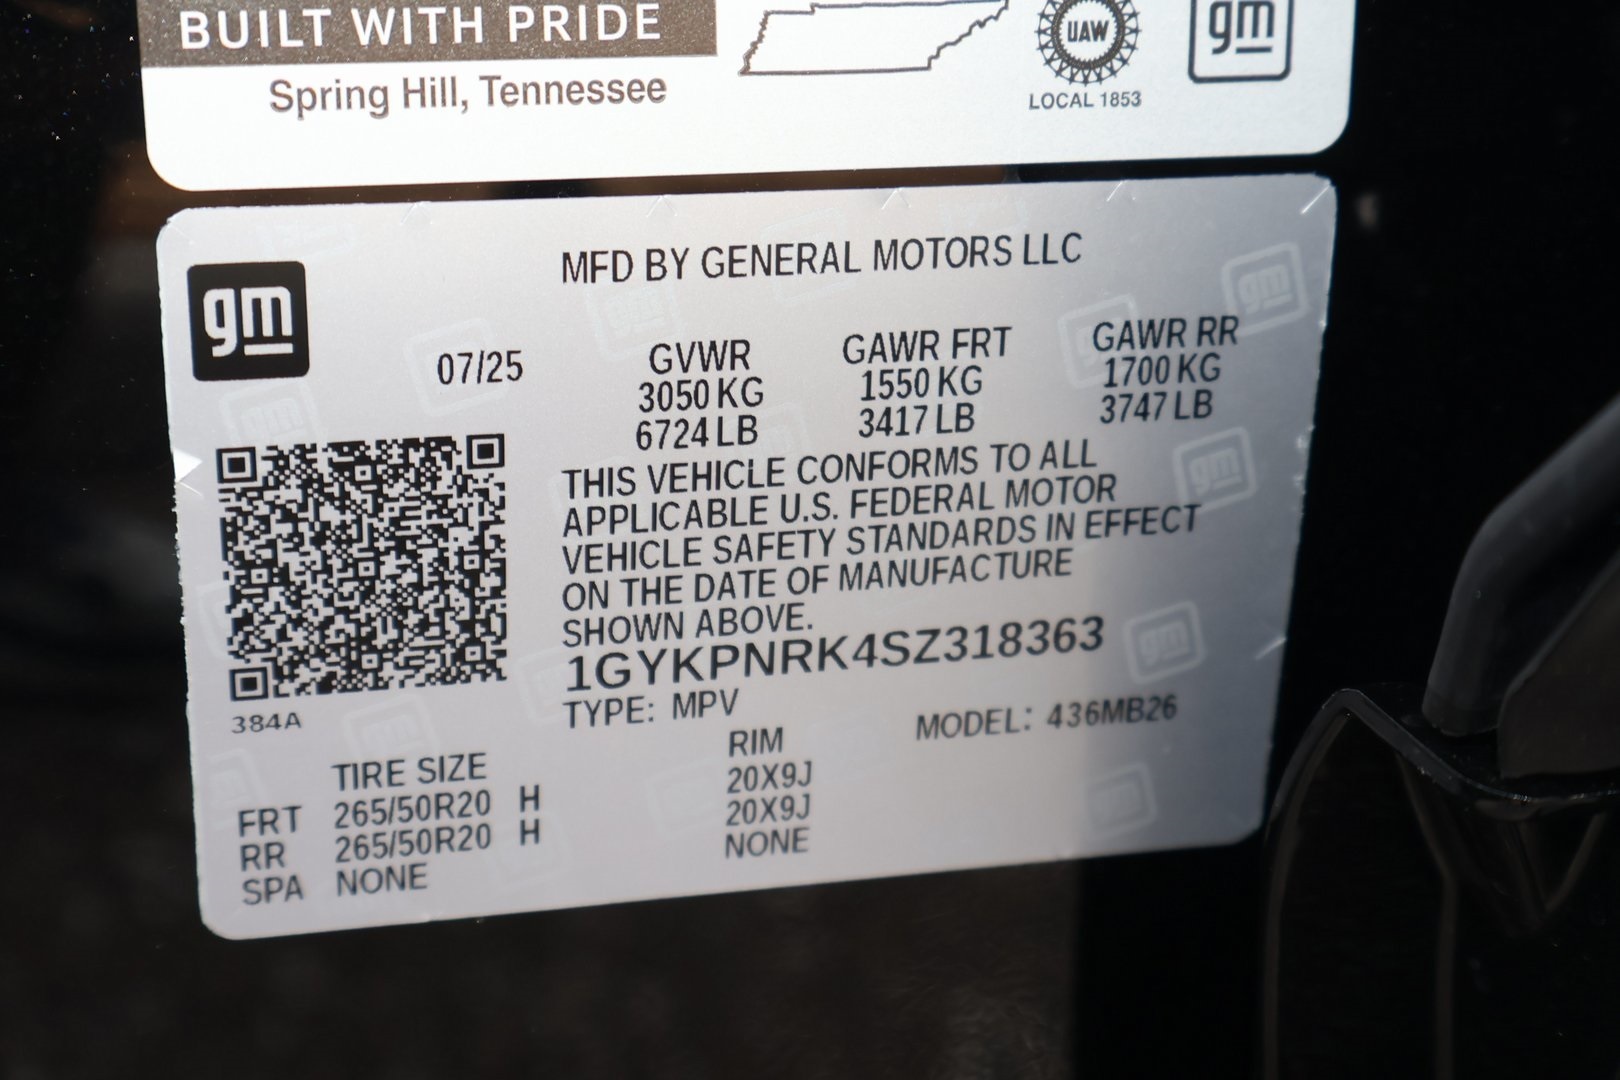 BUILT WITH PRIDE
Spring Hill, Tennessee
UAW
LOCAL 1853
gm
MFD BY GENERAL MOTORS LLC
gm
07/25
GVWR GAWR FRT GAWR RR
3050 KG 1550 KG 1700 KG
6724 LB 3417 LB 3747 LB
THIS VEHICLE CONFORMS TO ALL
APPLICABLE U.S. FEDERAL MOTOR
VEHICLE SAFETY STANDARDS IN EFFECT
ON THE DATE OF MANUFACTURE
SHOWN ABOVE.
1GYKPNRK4SZ318363
TYPE: MPV MODEL: 436MB26
384A
TIRE SIZE RIM
FRT 265/50R20 H 20X9J
RR 265/50R20 H 20X9J
SPA NONE NONE